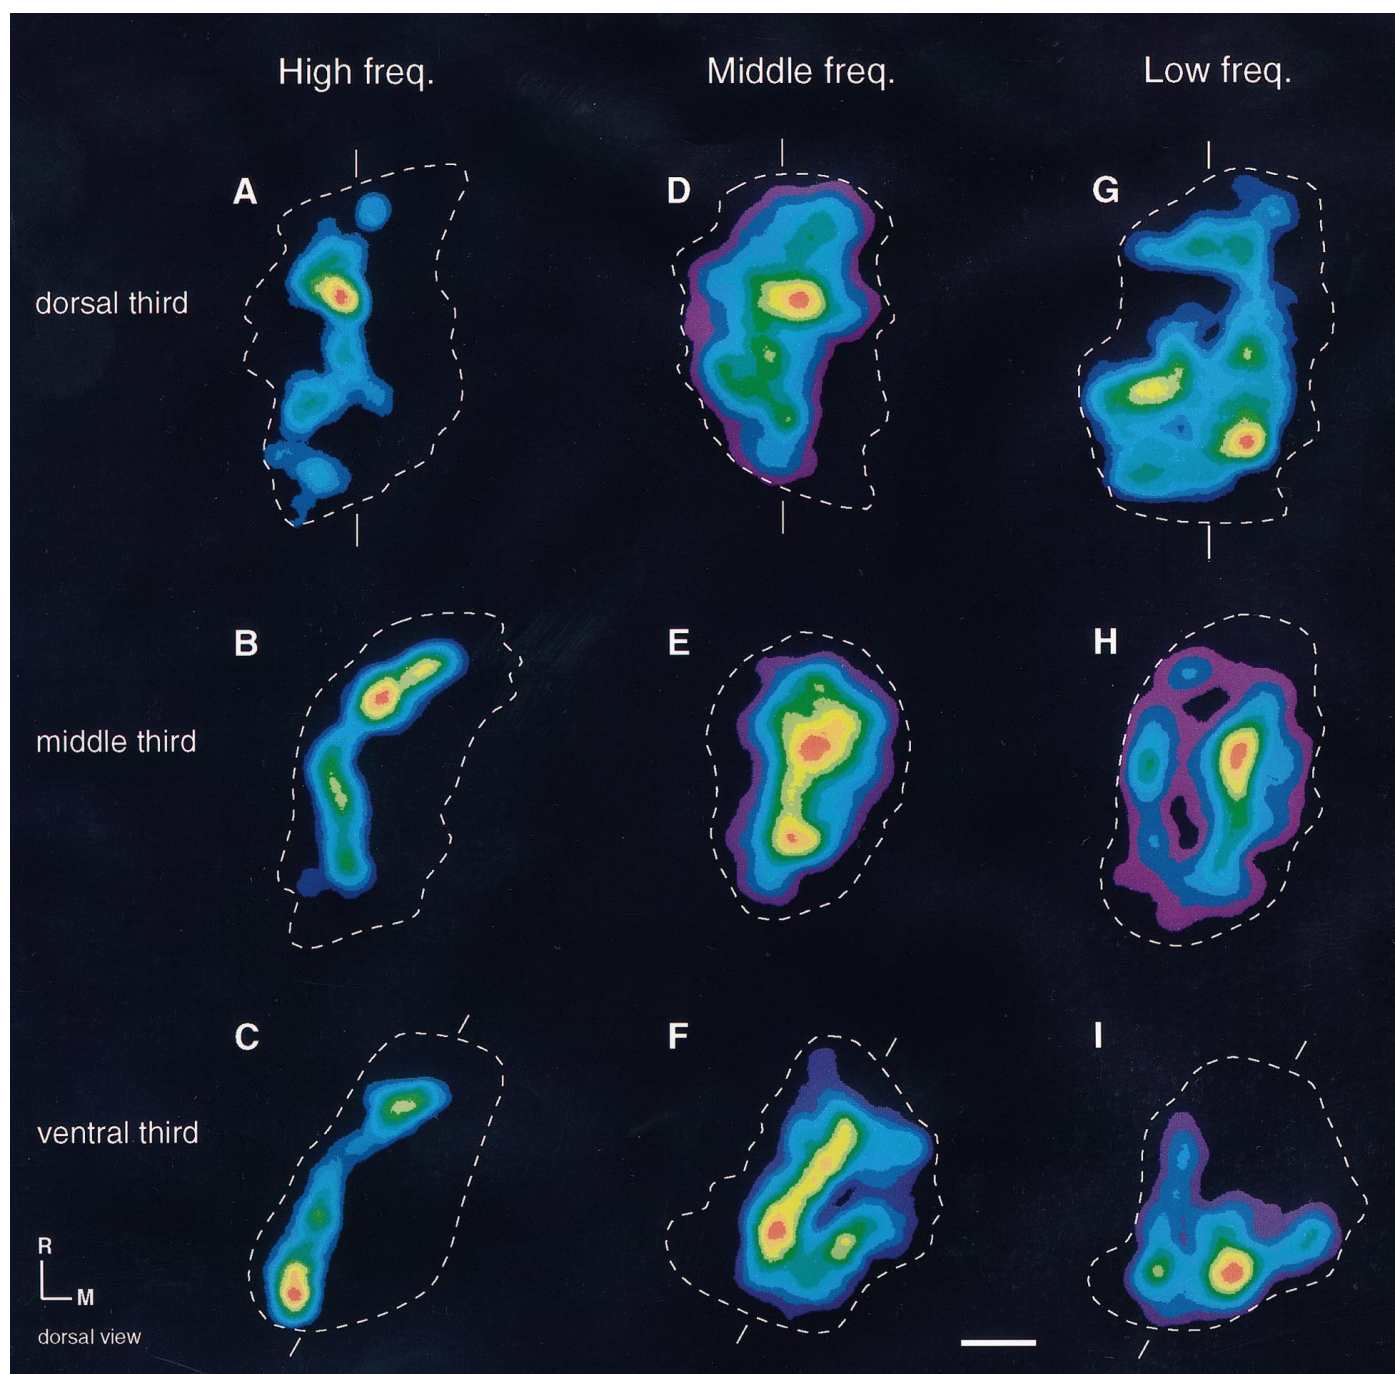 High freq.
Middle freq.
Low freq.
A
D
G
dorsal third
B
E
H
middle third
C
F
I
ventral third
R
M
dorsal view